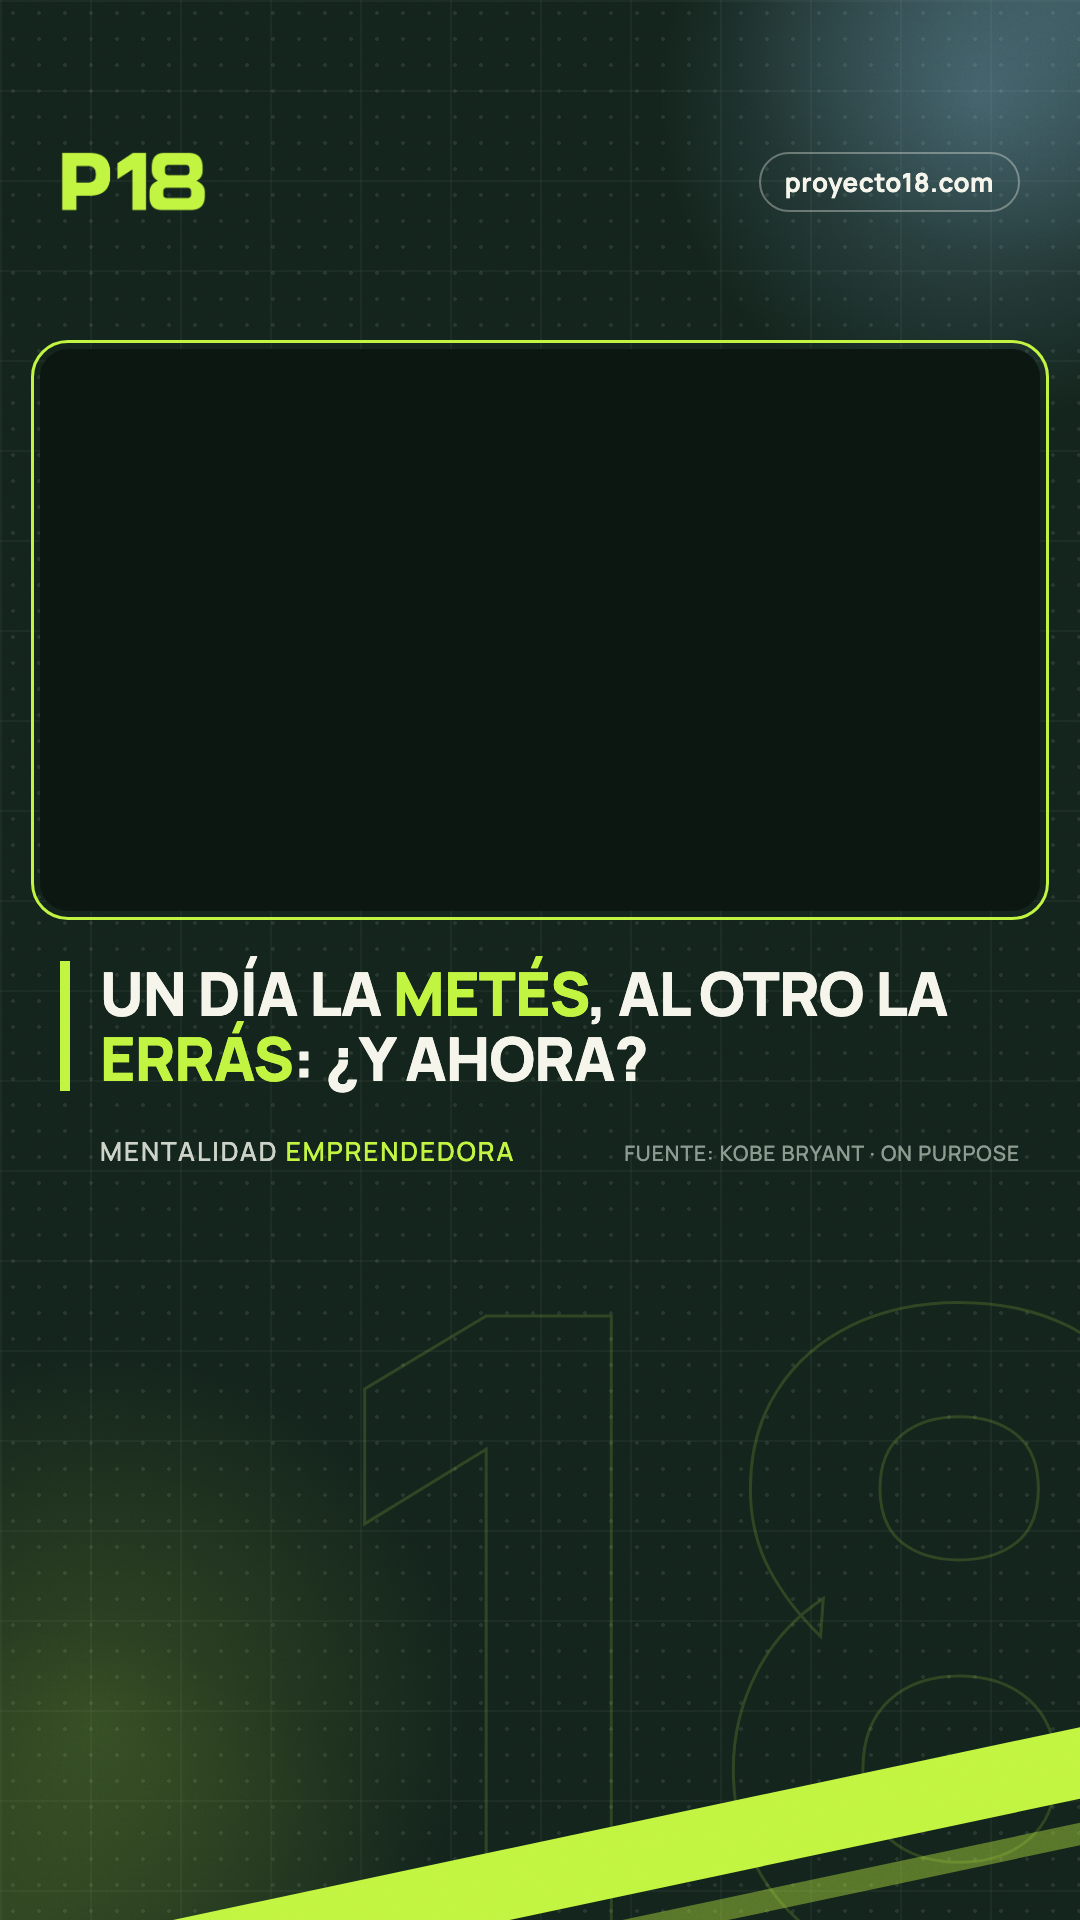 P18
proyecto18.com
UN DÍA LA METÉS, AL OTRO LA
ERRÁS: ¿Y AHORA?
MENTALIDAD EMPRENDEDORA
FUENTE: KOBE BRYANT · ON PURPOSE
18